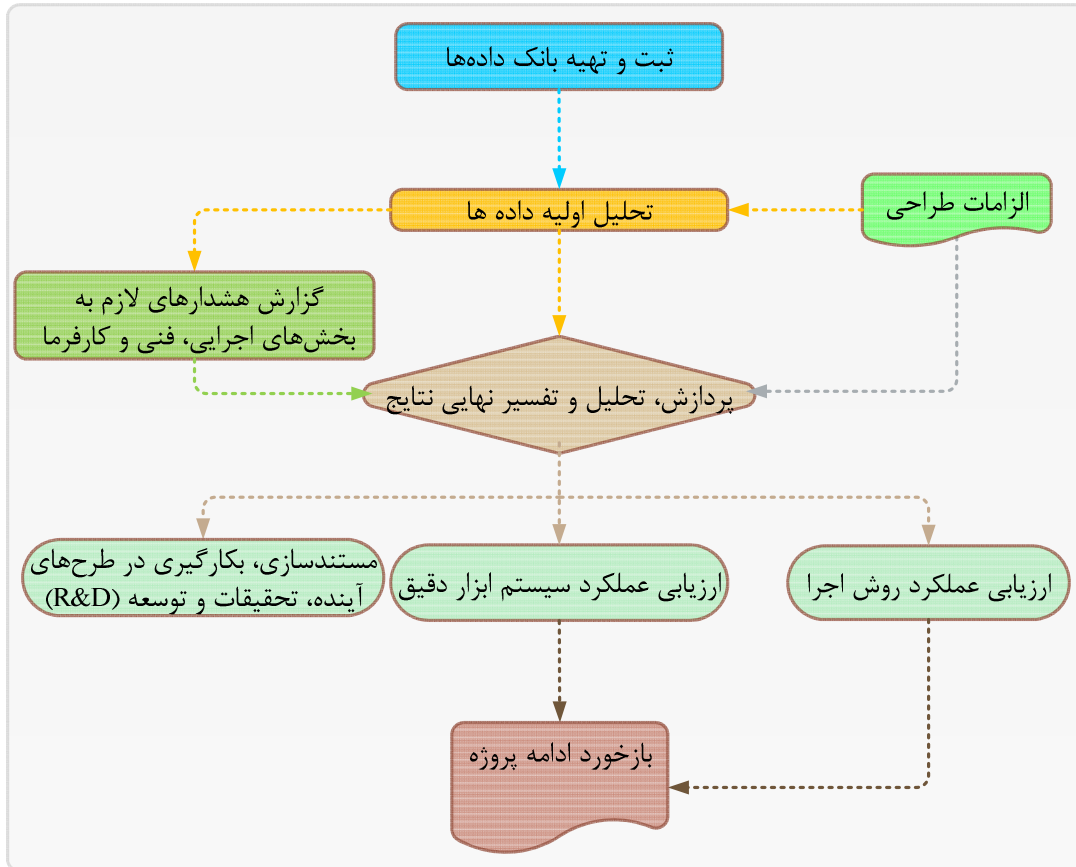 ثبت و تهیه بانک داده‌ها
الزامات طراحی
تحلیل اولیه داده ها
گزارش هشدارهای لازم به
بخش‌های اجرایی، فنی و کارفرما
پردازش، تحلیل و تفسیر نهایی نتایج
ارزیابی عملکرد روش اجرا
ارزیابی عملکرد سیستم ابزار دقیق
مستندسازی، بکارگیری در طرح‌های
آینده، تحقیقات و توسعه (R&D)
بازخورد ادامه پروژه